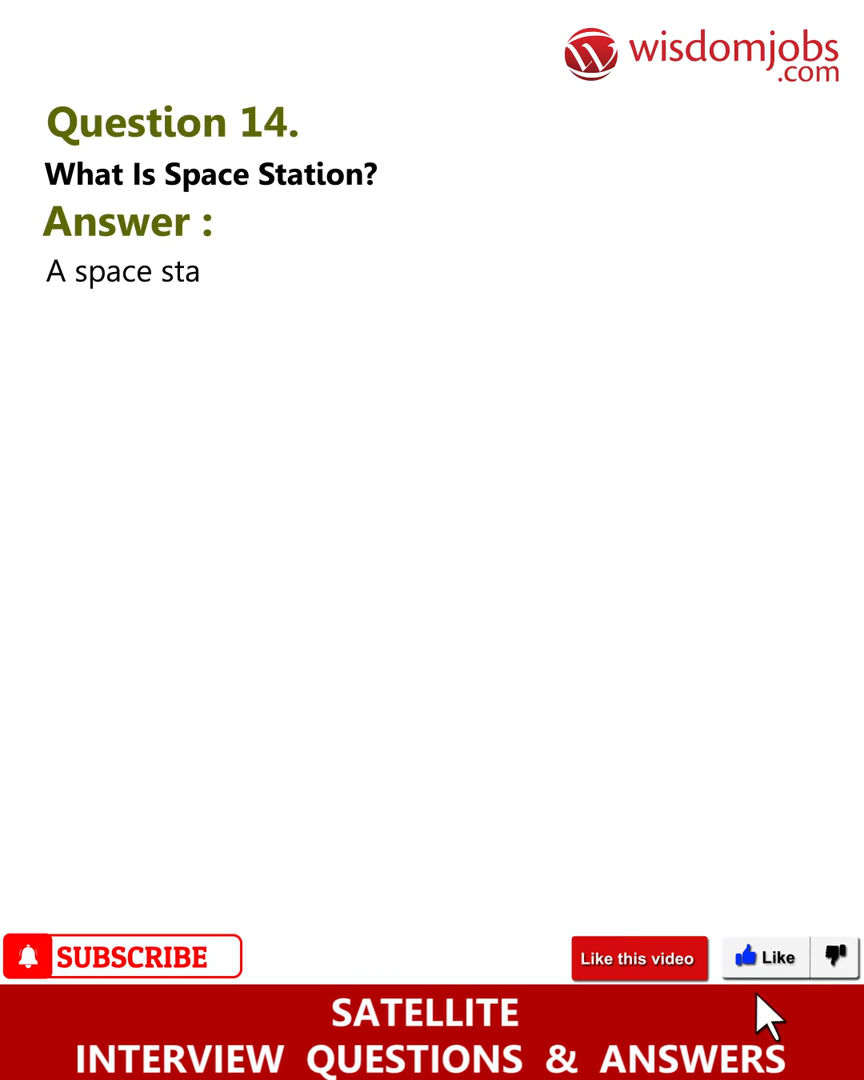 wisdomjobs
.com
Question 14.
What Is Space Station?
Answer :
A space sta
SUBSCRIBE
Like this video
Like
SATELLITE
INTERVIEW QUESTIONS & ANSWERS